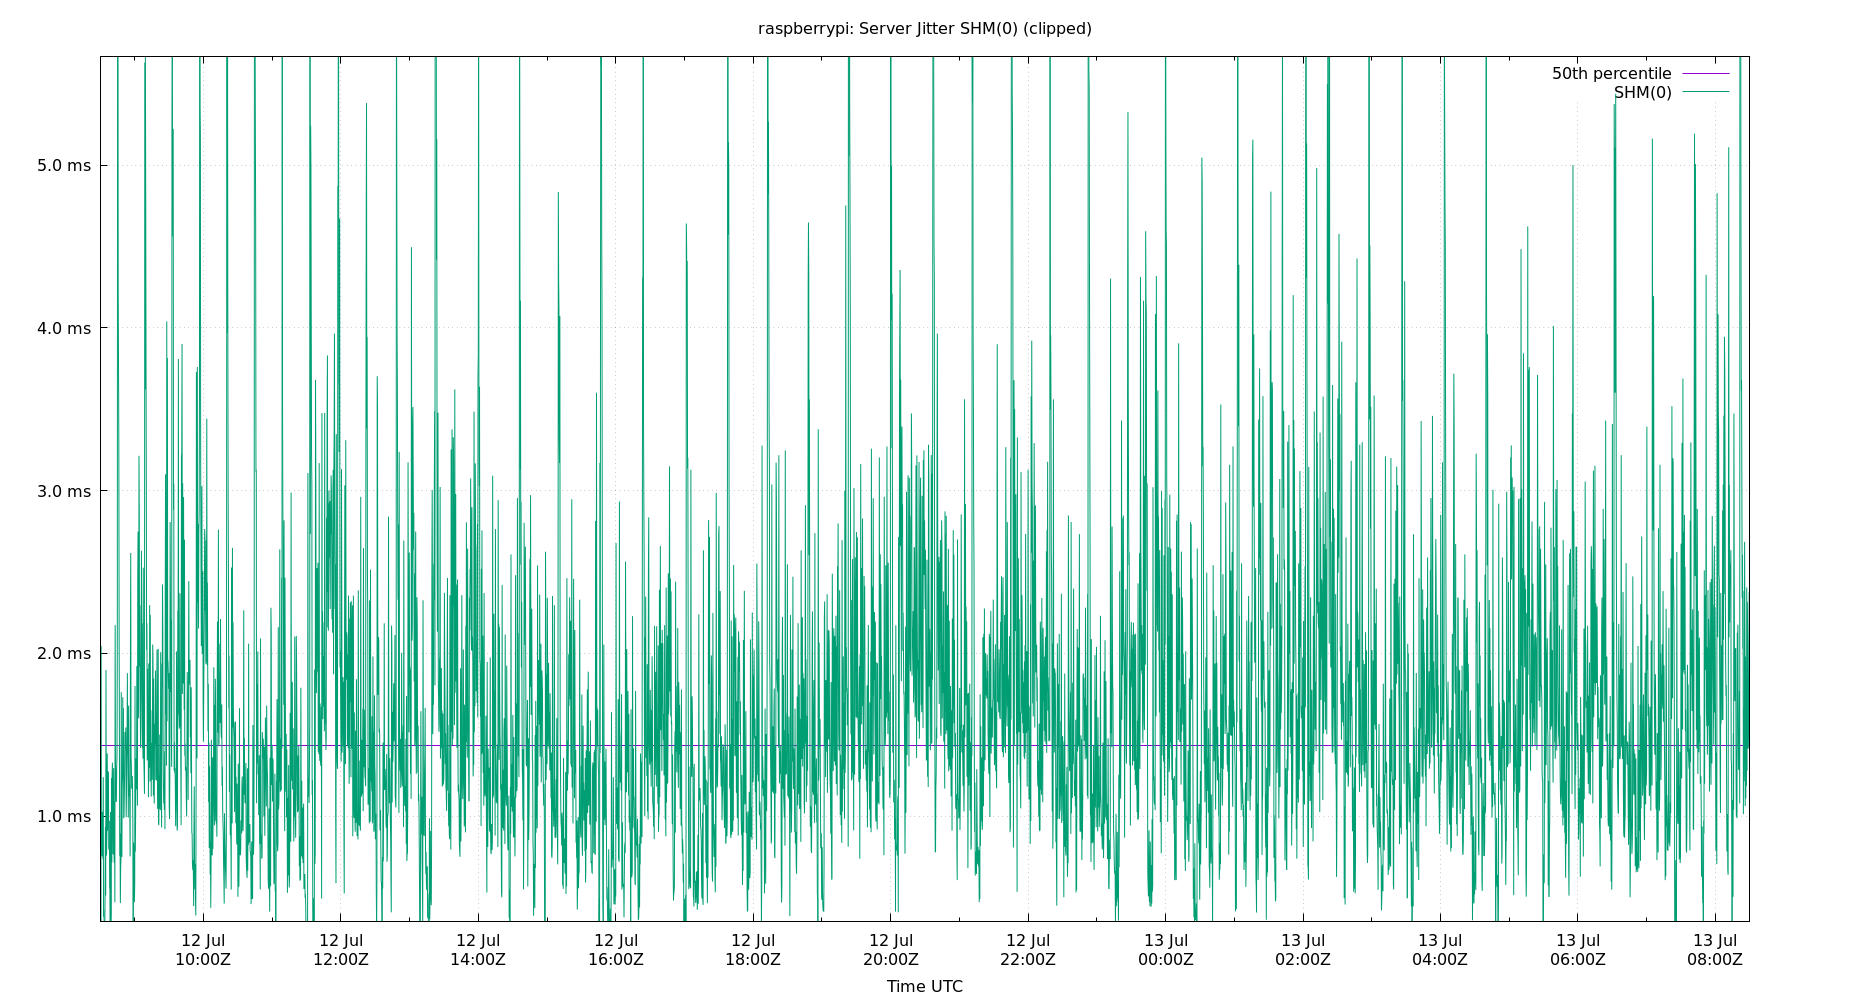 raspberrypi: Server Jitter SHM(0) (clipped)
50th percentile
SHM(0)
5.0 ms
4.0 ms
3.0 ms
2.0 ms
1.0 ms
12 Jul 12 Jul 12 Jul 12 Jul 12 Jul 12 Jul 12 Jul 13 Jul 13 Jul 13 Jul 13 Jul 13 Jul
10:00Z 12:00Z 14:00Z 16:00Z 18:00Z 20:00Z 22:00Z 00:00Z 02:00Z 04:00Z 06:00Z 08:00Z
Time UTC